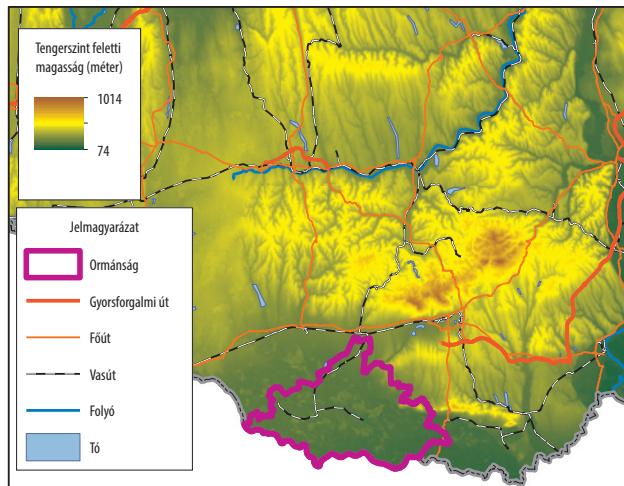 Tengerszint feletti
magasság (méter)
1014
74
Jelmagyarázat
Ormánság
Gyorsforgalmi út
Főút
Vasút
Folyó
Tó